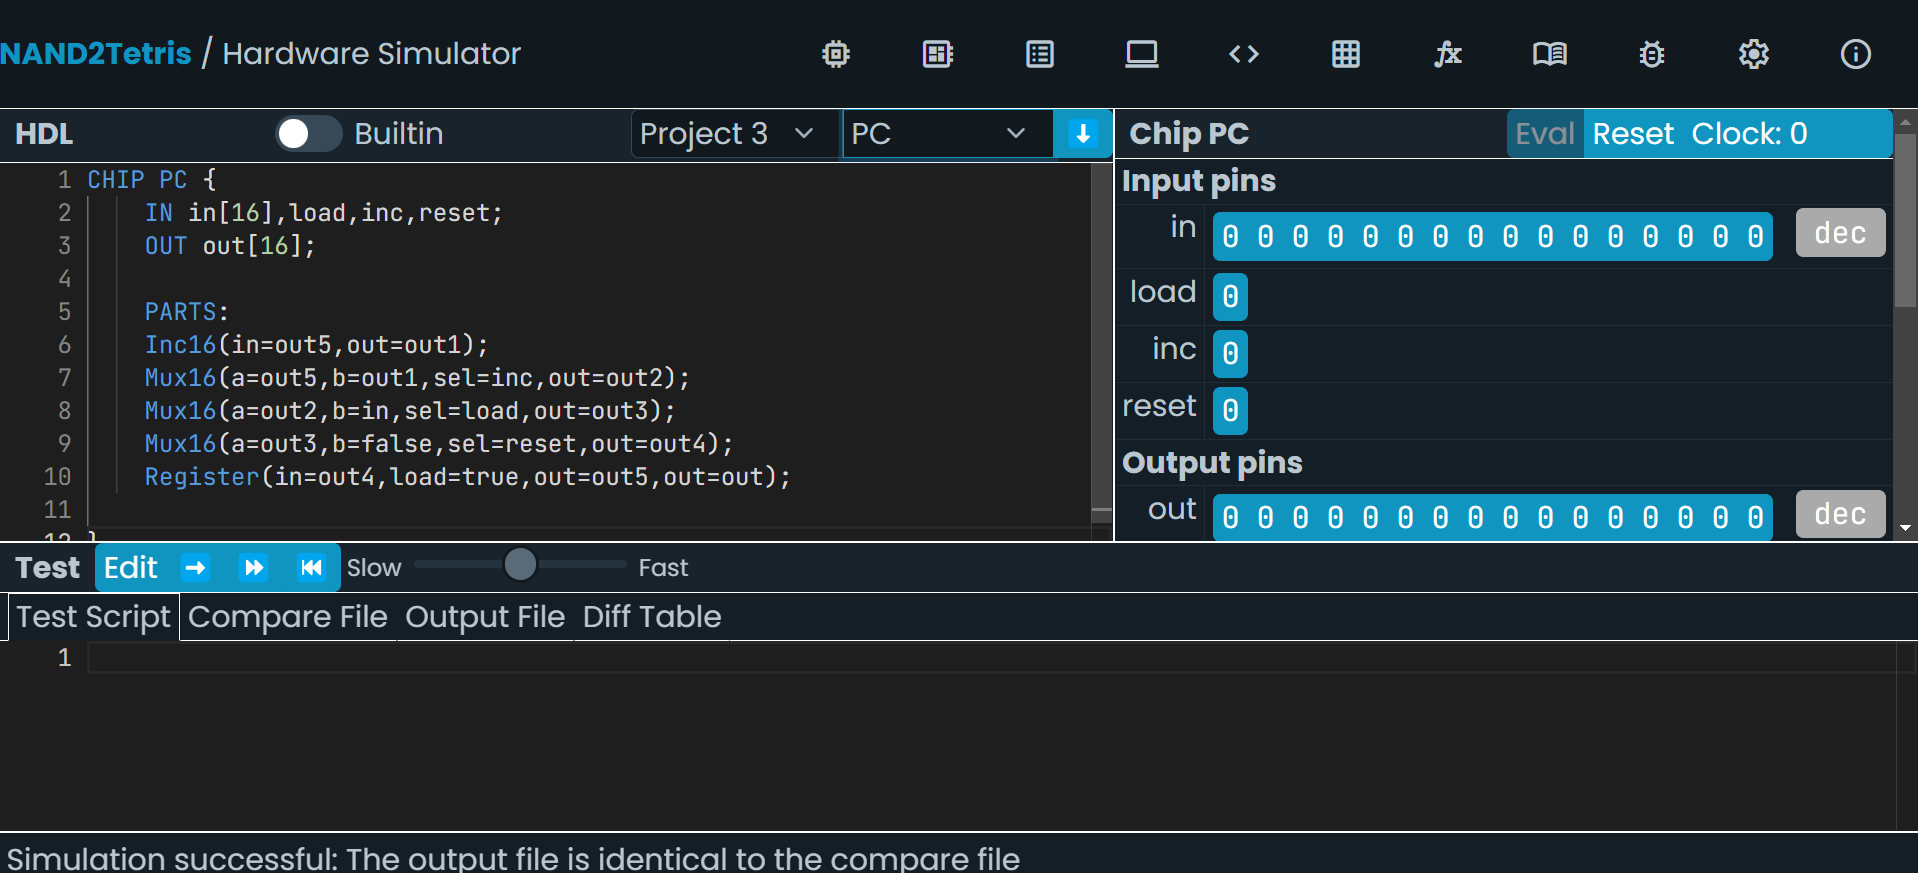 NAND2Tetris / Hardware Simulator
HDL Builtin Project 3 PC
1 CHIP PC {
2 IN in[16],load,inc,reset;
3 OUT out[16];
4
5 PARTS:
6 Inc16(in=out5,out=out1);
7 Mux16(a=out5,b=out1,sel=inc,out=out2);
8 Mux16(a=out2,b=in,sel=load,out=out3);
9 Mux16(a=out3,b=false,sel=reset,out=out4);
10 Register(in=out4,load=true,out=out5,out=out);
11
12 }
Chip PC Eval Reset Clock: 0
Input pins
in 0 0 0 0 0 0 0 0 0 0 0 0 0 0 0 0 dec
load 0
inc 0
reset 0
Output pins
out 0 0 0 0 0 0 0 0 0 0 0 0 0 0 0 0 dec
Test Edit Slow Fast
Test Script Compare File Output File Diff Table
1
Simulation successful: The output file is identical to the compare file